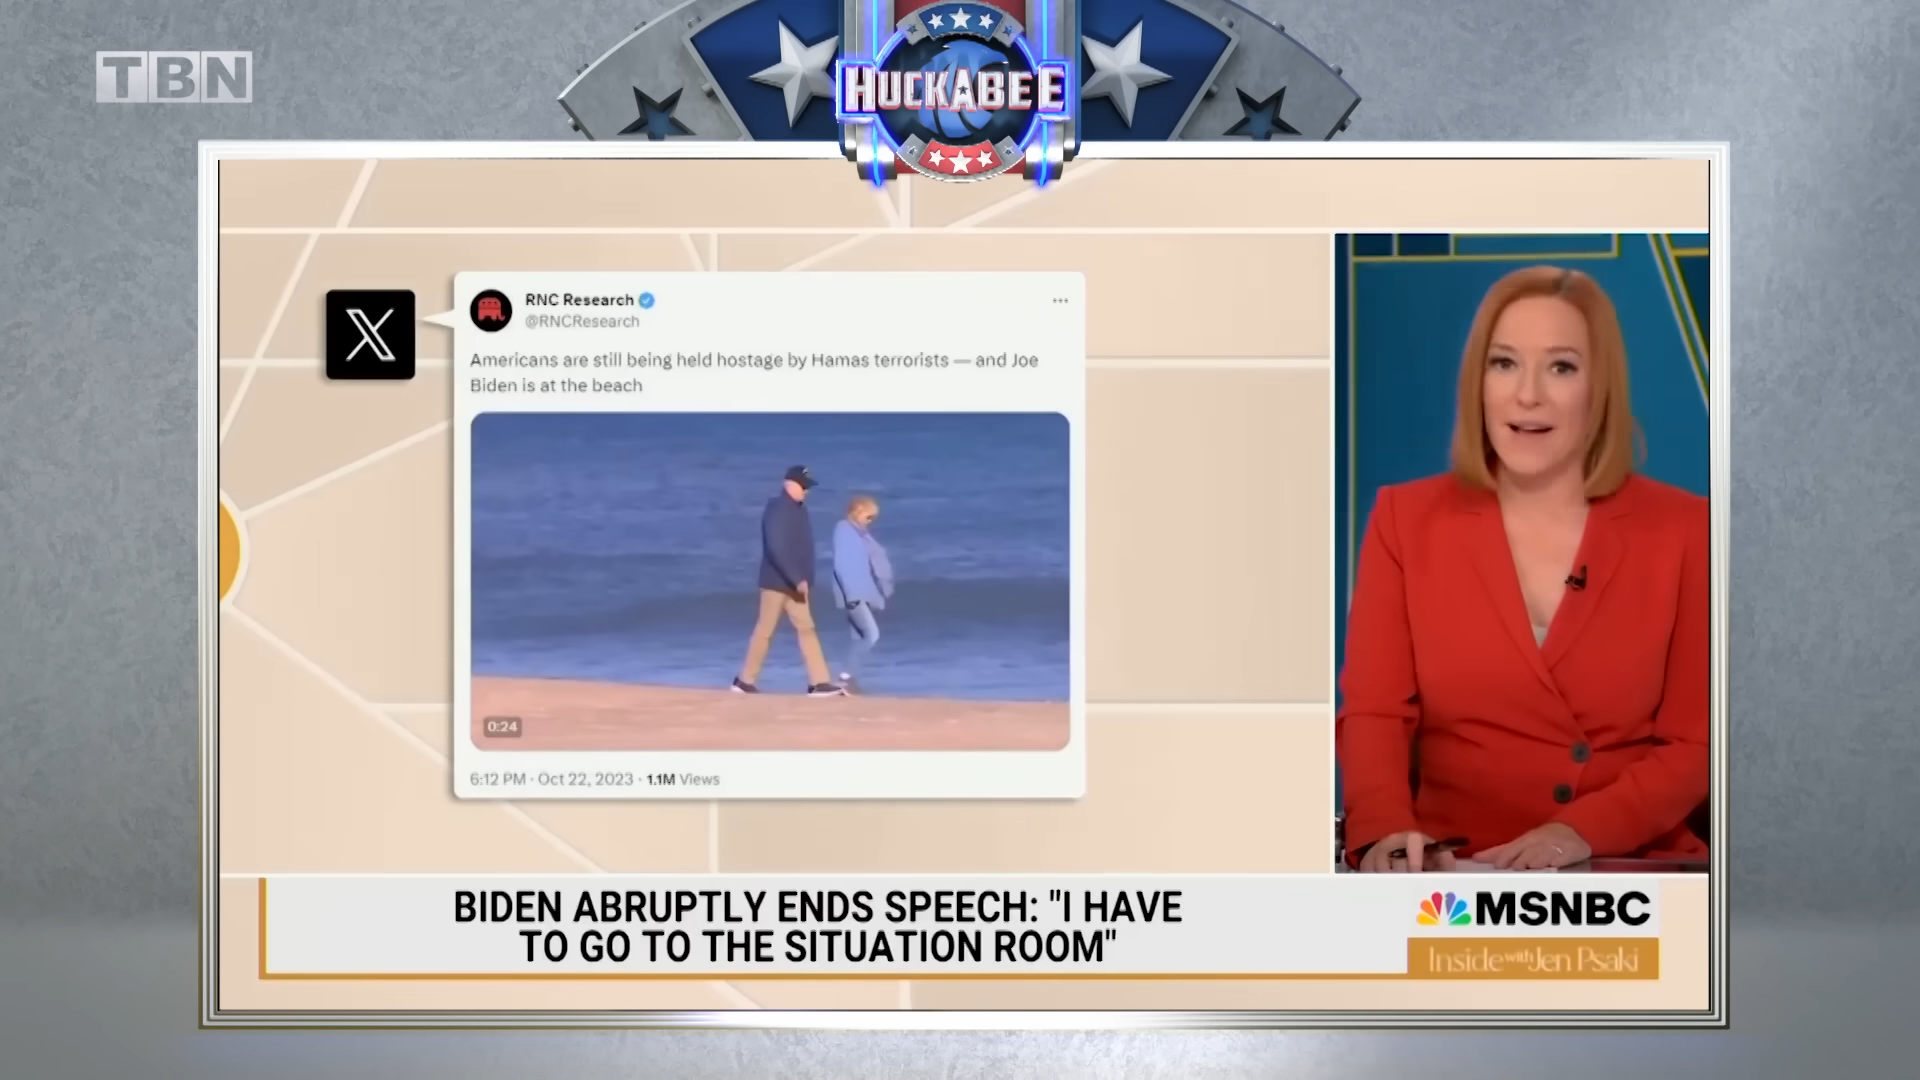 TBN
HUCKABEE
X
RNC Research
@RNCResearch
Americans are still being held hostage by Hamas terrorists — and Joe
Biden is at the beach
0:24
6:12 PM · Oct 22, 2023 · 1.1M Views
BIDEN ABRUPTLY ENDS SPEECH: "I HAVE
TO GO TO THE SITUATION ROOM"
MSNBC
Inside with Jen Psaki